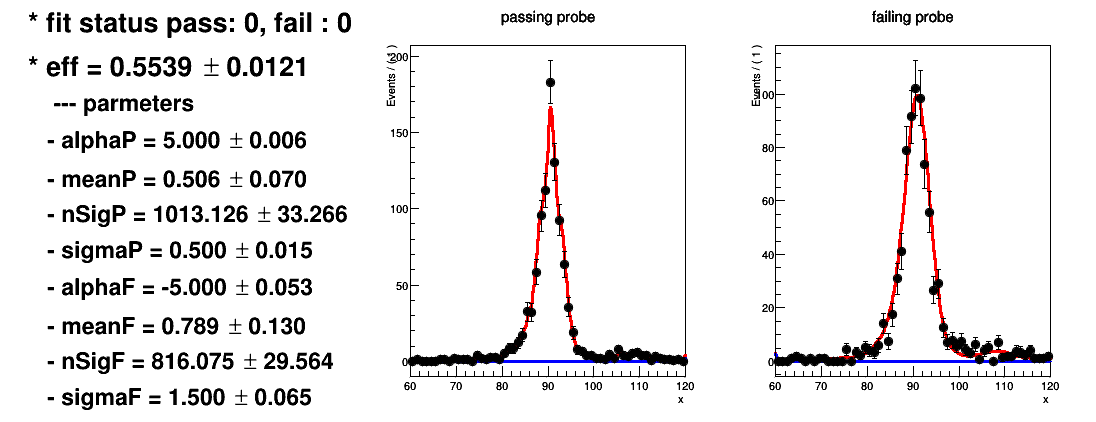 * fit status pass: 0, fail : 0
* eff = 0.5539 ± 0.0121
--- parmeters
- alphaP = 5.000 ± 0.006
- meanP = 0.506 ± 0.070
- nSigP = 1013.126 ± 33.266
- sigmaP = 0.500 ± 0.015
- alphaF = -5.000 ± 0.053
- meanF = 0.789 ± 0.130
- nSigF = 816.075 ± 29.564
- sigmaF = 1.500 ± 0.065
passing probe
Events / ( 1 )
200
150
100
50
0
60 70 80 90 100 110 120
x
failing probe
Events / ( 1 )
100
80
60
40
20
0
60 70 80 90 100 110 120
x